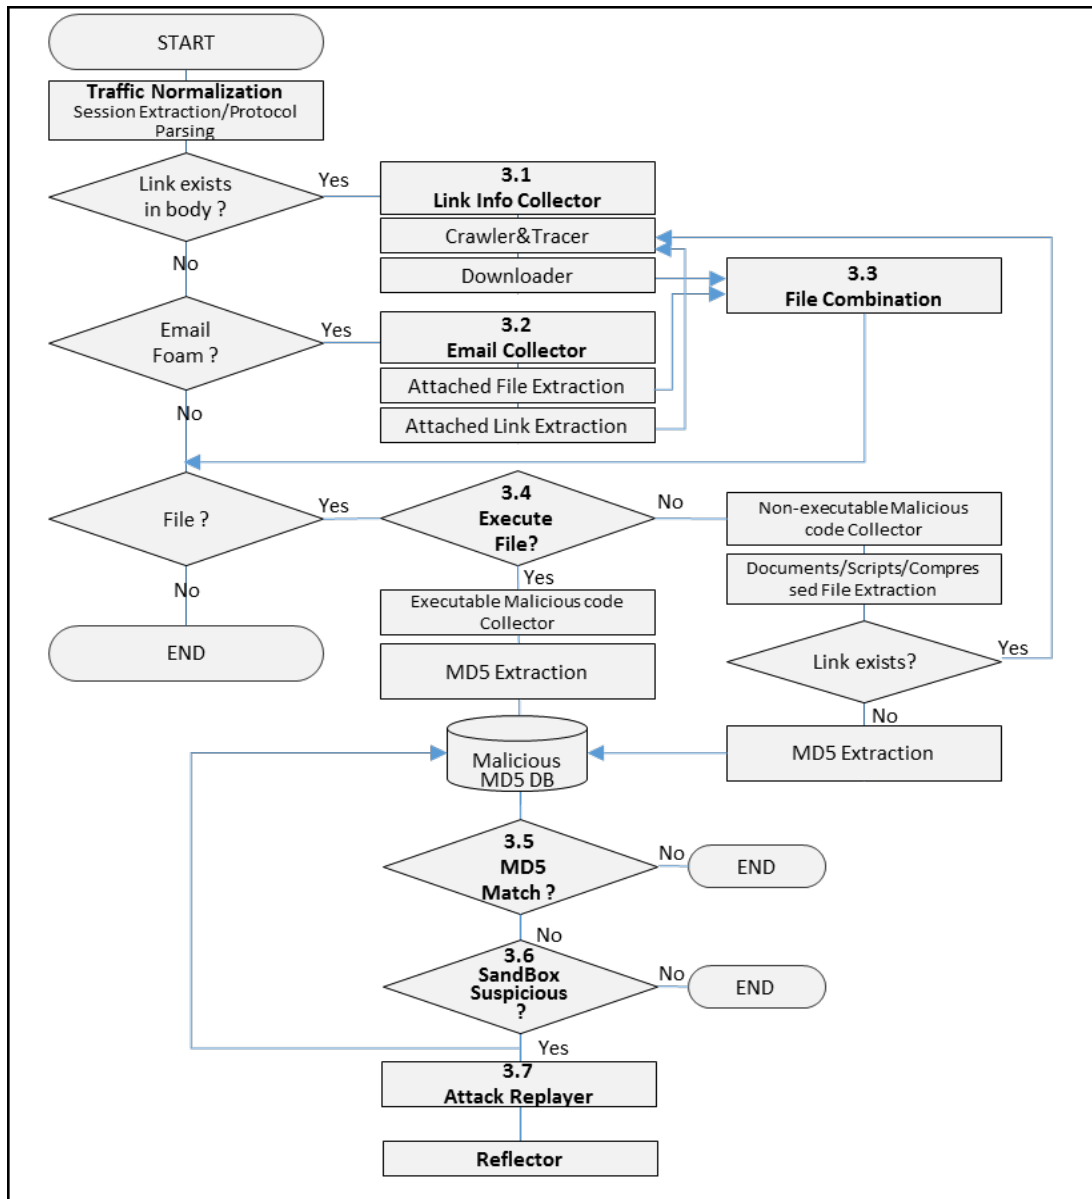 START
Traffic Normalization
Session Extraction/Protocol
Parsing
Link exists
in body ?
Yes
No
3.1
Link Info Collector
Crawler&Tracer
Downloader
3.3
File Combination
Email
Foam ?
Yes
No
3.2
Email Collector
Attached File Extraction
Attached Link Extraction
File ?
Yes
No
END
3.4
Execute
File?
No
Yes
Non-executable Malicious
code Collector
Documents/Scripts/Compres
sed File Extraction
Link exists?
Yes
No
MD5 Extraction
Executable Malicious code
Collector
MD5 Extraction
Malicious
MD5 DB
3.5
MD5
Match ?
No
END
No
3.6
SandBox
Suspicious
?
No
END
Yes
3.7
Attack Replayer
Reflector